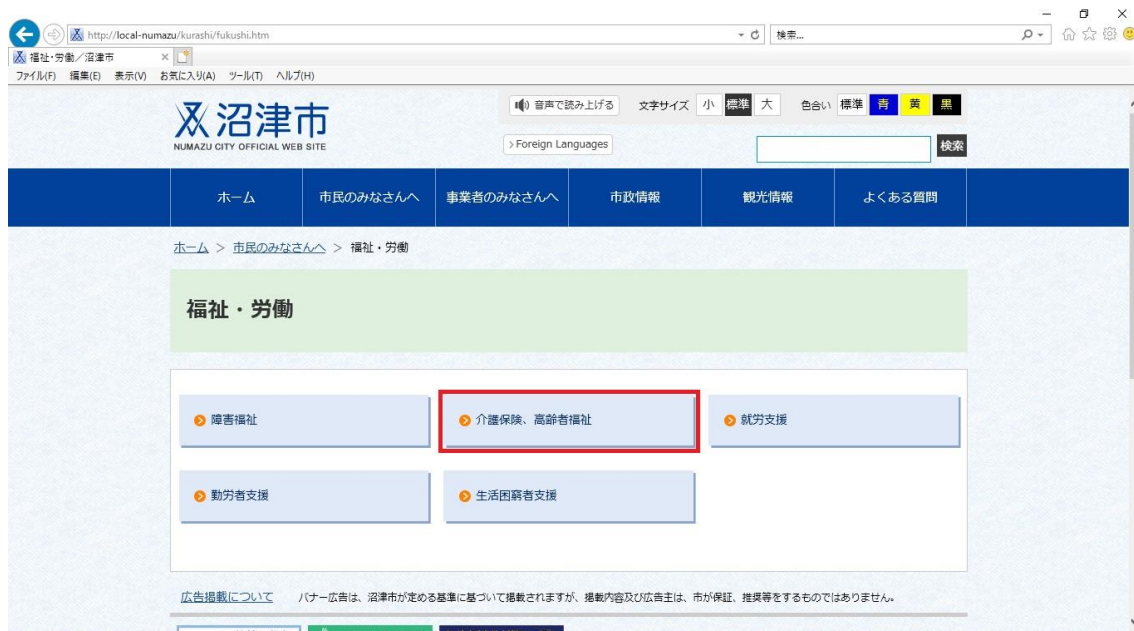 http://local-numazu/kurashi/fukushi.htm
検索...
福祉・労働／沼津市
ファイル(F) 編集(E) 表示(V) お気に入り(A) ツール(T) ヘルプ(H)
沼津市
NUMAZU CITY OFFICIAL WEB SITE
音声で読み上げる 文字サイズ 小 標準 大 色合い 標準 青 黄 黒
>Foreign Languages
検索
ホーム 市民のみなさんへ 事業者のみなさんへ 市政情報 観光情報 よくある質問
ホーム > 市民のみなさんへ > 福祉・労働
福祉・労働
障害福祉 介護保険、高齢者福祉 就労支援
勤労者支援 生活困窮者支援
広告掲載について バナー広告は、沼津市が定める基準に基づいて掲載されますが、掲載内容及び広告主は、市が保証、推奨等をするものではありません。